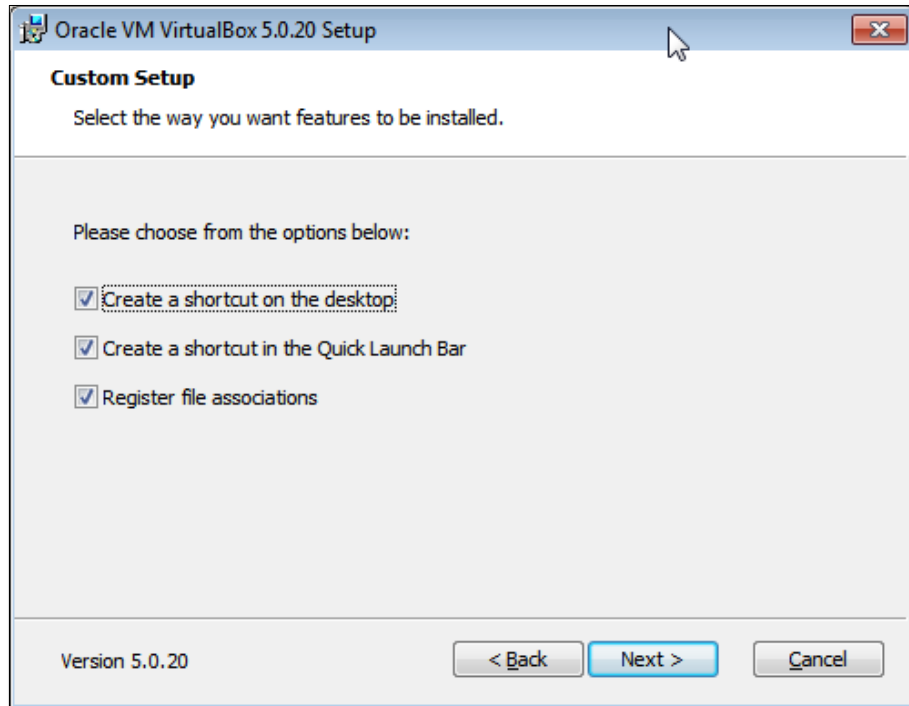 Oracle VM VirtualBox 5.0.20 Setup
Custom Setup
Select the way you want features to be installed.
Please choose from the options below:
Create a shortcut on the desktop
Create a shortcut in the Quick Launch Bar
Register file associations
Version 5.0.20
< Back
Next >
Cancel